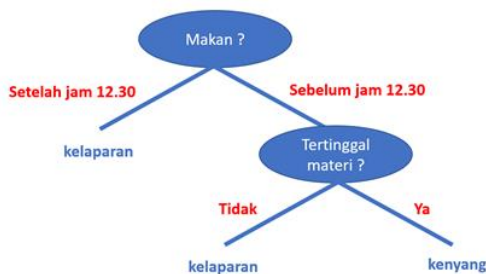 Makan ?
Setelah jam 12.30
Sebelum jam 12.30
kelaparan
Tertinggal
materi ?
Tidak
Ya
kelaparan
kenyang